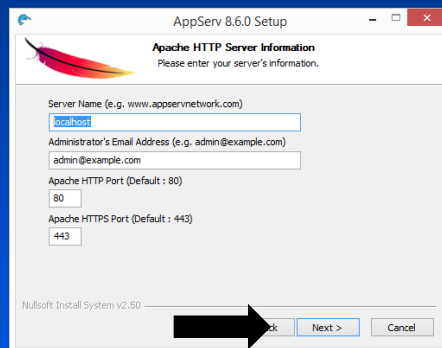 AppServ 8.6.0 Setup
Apache HTTP Server Information
Please enter your server's information.
Server Name (e.g. www.appservnetwork.com)
localhost
Administrator's Email Address (e.g. admin@example.com)
admin@example.com
Apache HTTP Port (Default : 80)
80
Apache HTTPS Port (Default : 443)
443
Nullsoft Install System v2.50
Next > Cancel